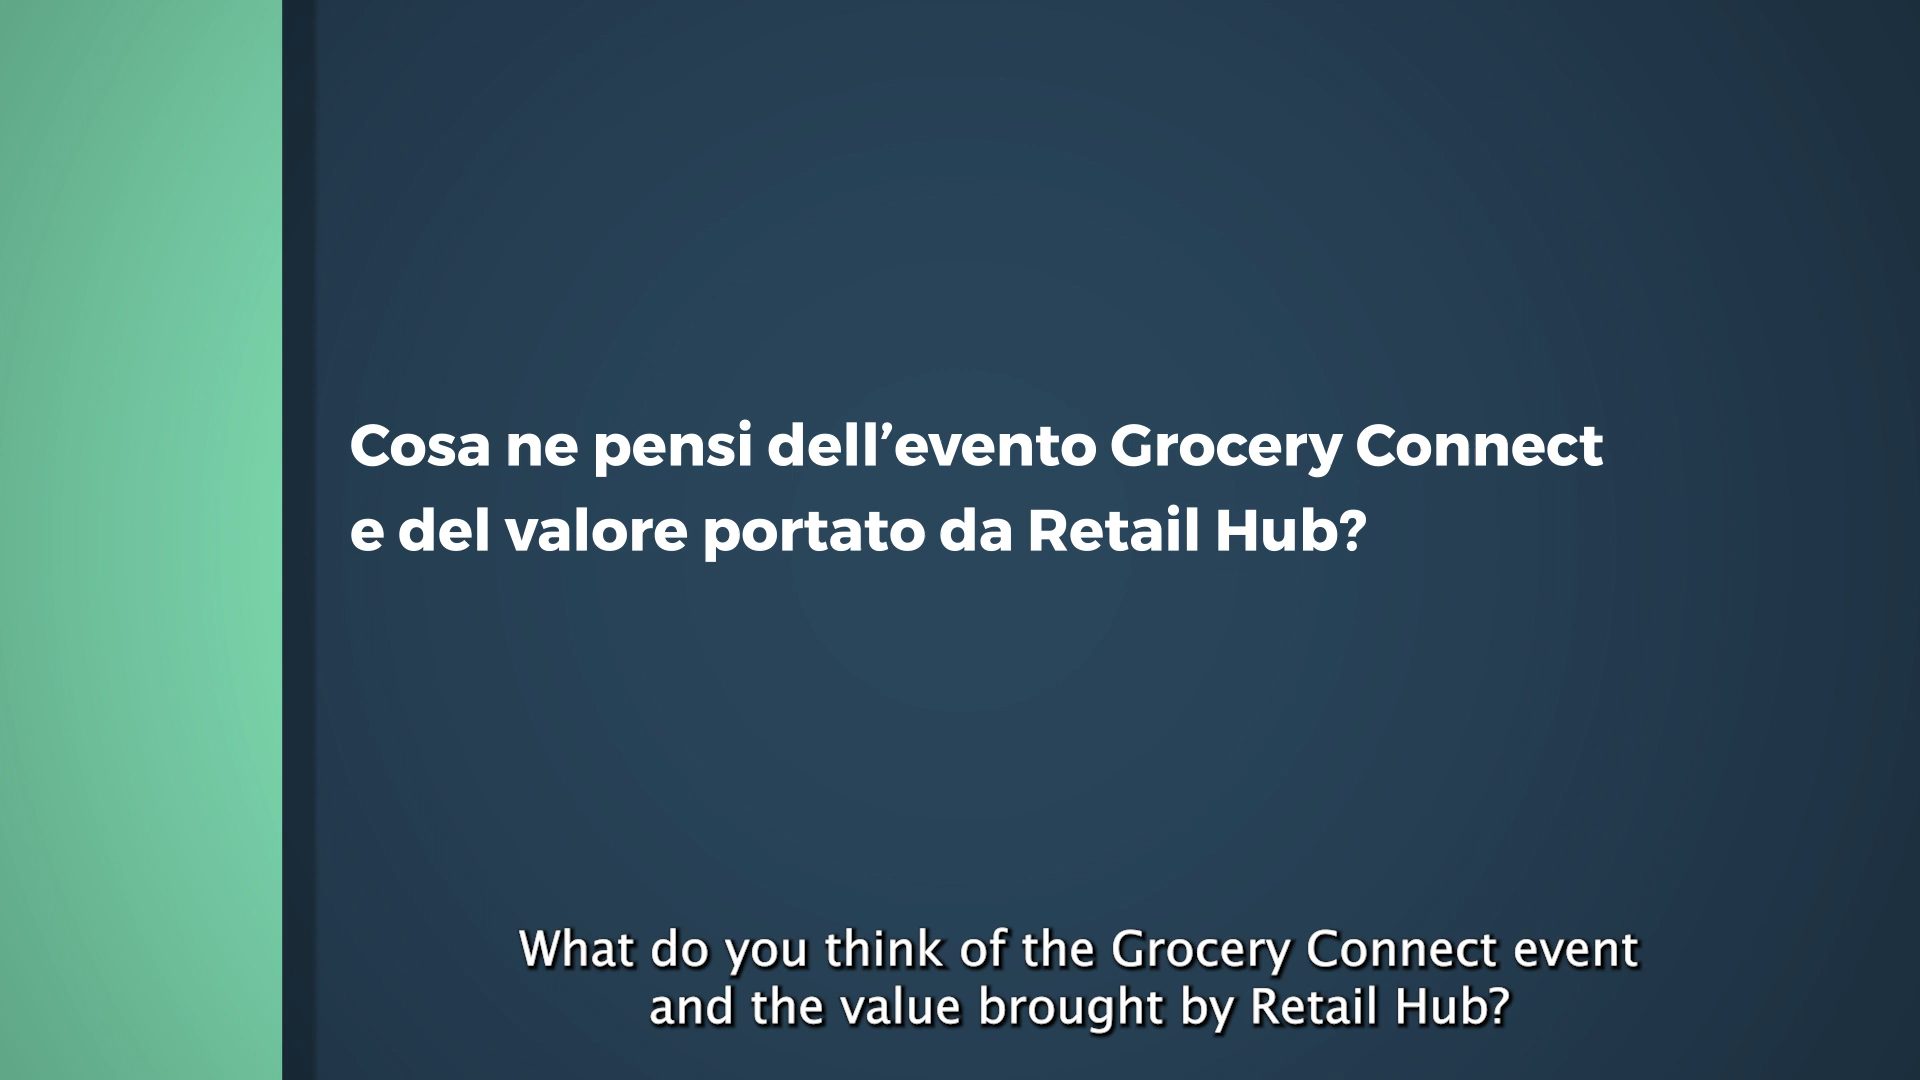 Cosa ne pensi dell’evento Grocery Connect
e del valore portato da Retail Hub?
What do you think of the Grocery Connect event
and the value brought by Retail Hub?